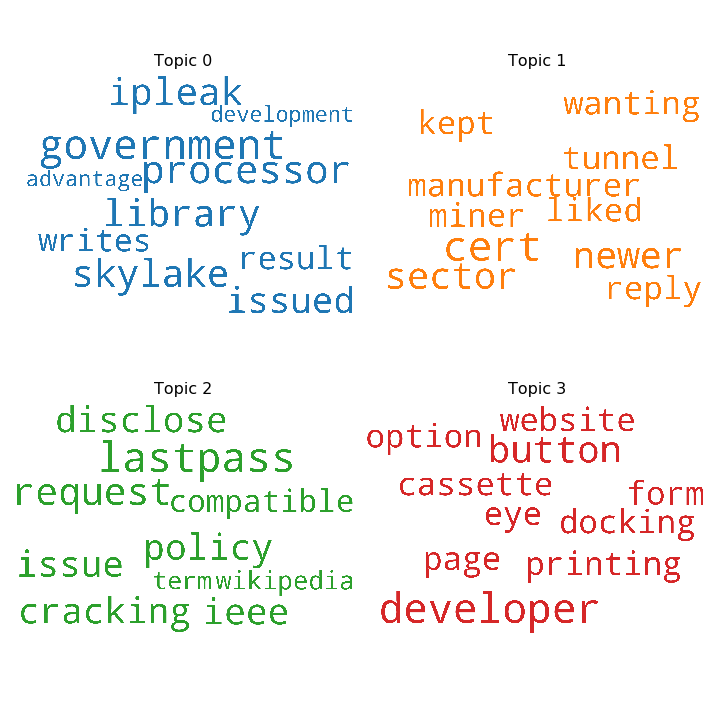 Topic 0
ipleak
development
government
processor
advantage
library
writes
result
skylake
issued
Topic 1
wanting
kept
tunnel
manufacturer
miner liked
cert
newer
sector
reply
Topic 2
disclose
lastpass
request
compatible
policy
issue
term wikipedia
cracking ieee
Topic 3
website
option
button
cassette
form
eye
docking
page
printing
developer